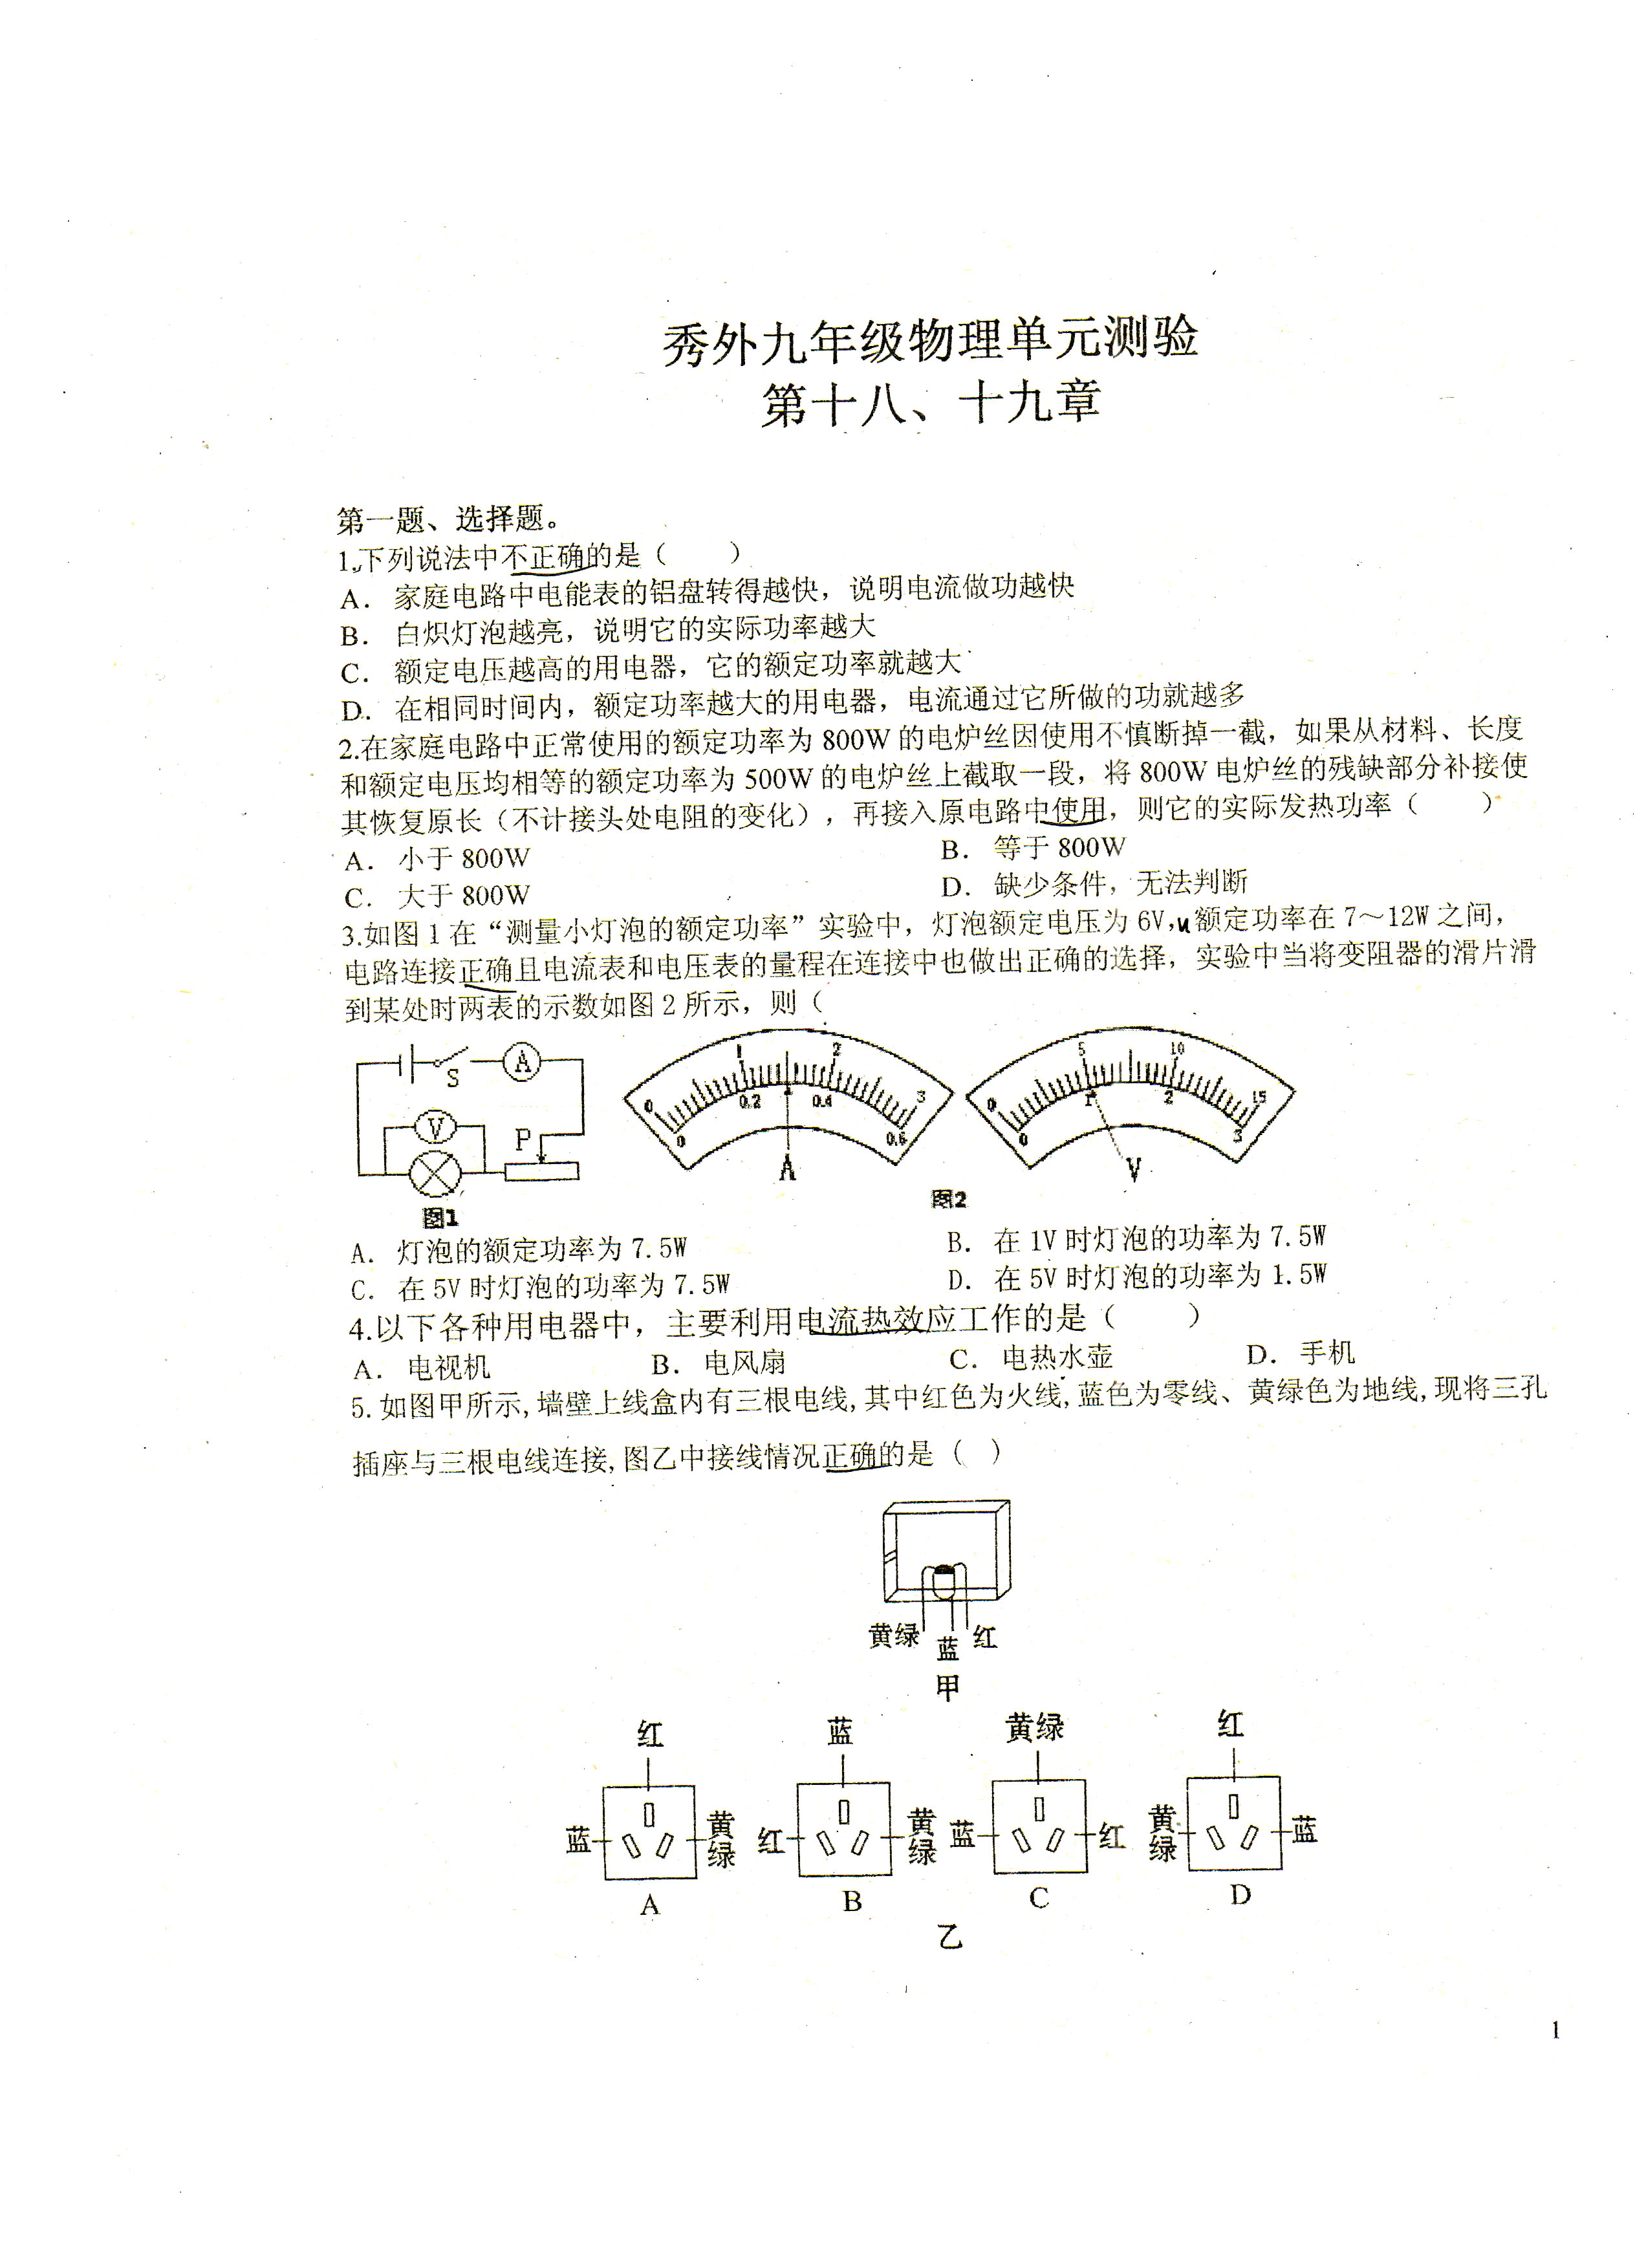 秀外九年级物理单元测验
第十八、十九章
第一题、选择题。
1.下列说法中不正确的是（　　）
A. 家庭电路中电能表的铝盘转得越快，说明电流做功越快
B. 白炽灯泡越亮，说明它的实际功率越大
C. 额定电压越高的用电器，它的额定功率就越大
D. 在相同时间内，额定功率越大的用电器，电流通过它所做的功就越多
2.在家庭电路中正常使用的额定功率为 800W 的电炉丝因使用不慎断掉一截，如果从材料、长度
和额定电压均相等的额定功率为 500W 的电炉丝上截取一段，将 800W 电炉丝的残缺部分补接使
其恢复原长（不计接头处电阻的变化），再接入原电路中使用，则它的实际发热功率（　　）
A. 小于 800W B. 等于 800W
C. 大于 800W D. 缺少条件，无法判断
3.如图 1 在“测量小灯泡的额定功率”实验中，灯泡额定电压为 6V，额定功率在 7～12W 之间，
电路连接正确且电流表和电压表的量程在连接中也做出正确的选择，实验中当将变阻器的滑片滑
到某处时两表的示数如图 2 所示，则（
S A V P
0 1 2 3
0 0.2 0.4 0.6
A
0 5 10 15
0 1 2 3
V
图1 图2
A. 灯泡的额定功率为 7.5W B. 在 1V 时灯泡的功率为 7.5W
C. 在 5V 时灯泡的功率为 7.5W D. 在 5V 时灯泡的功率为 1.5W
4.以下各种用电器中，主要利用电流热效应工作的是（　　）
A. 电视机 B. 电风扇 C. 电热水壶 D. 手机
5. 如图甲所示,墙壁上线盒内有三根电线,其中红色为火线,蓝色为零线、黄绿色为地线,现将三孔
插座与三根电线连接,图乙中接线情况正确的是（ ）
黄绿 蓝 红
甲
红 蓝 黄绿 红
蓝 黄绿 红 黄绿 蓝 红 黄绿 蓝
A B C D
乙
1